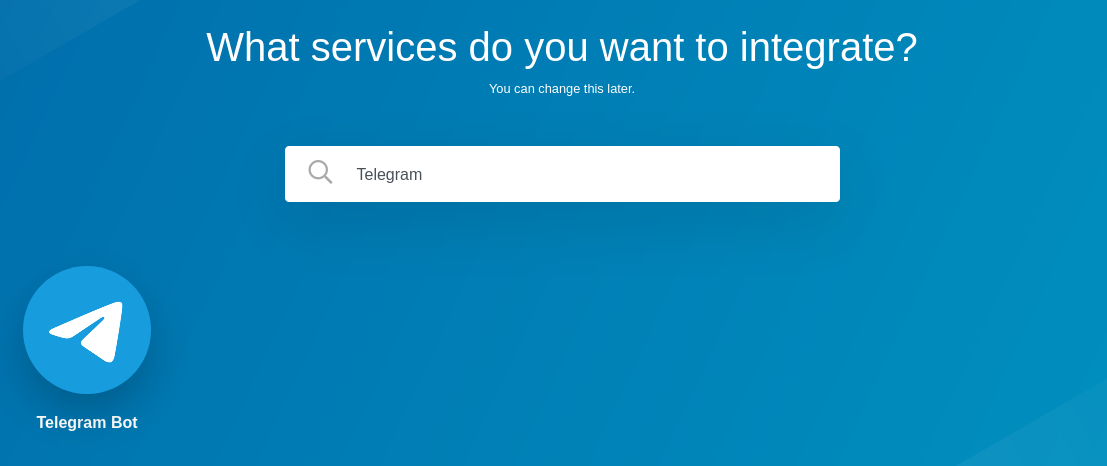 What services do you want to integrate?
You can change this later.
Telegram
Telegram Bot